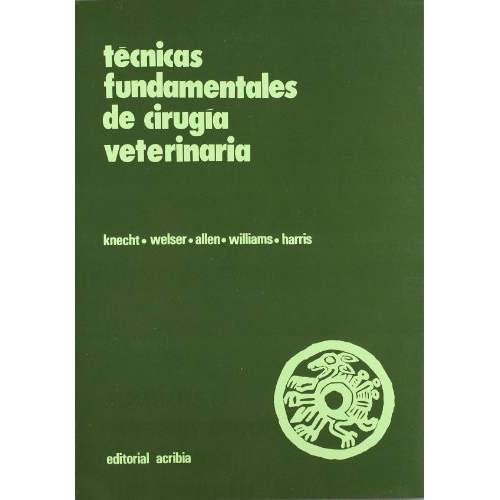 técnicas
fundamentales
de cirugía
veterinaria
knecht • welser • allen • williams • harris
editorial acribia